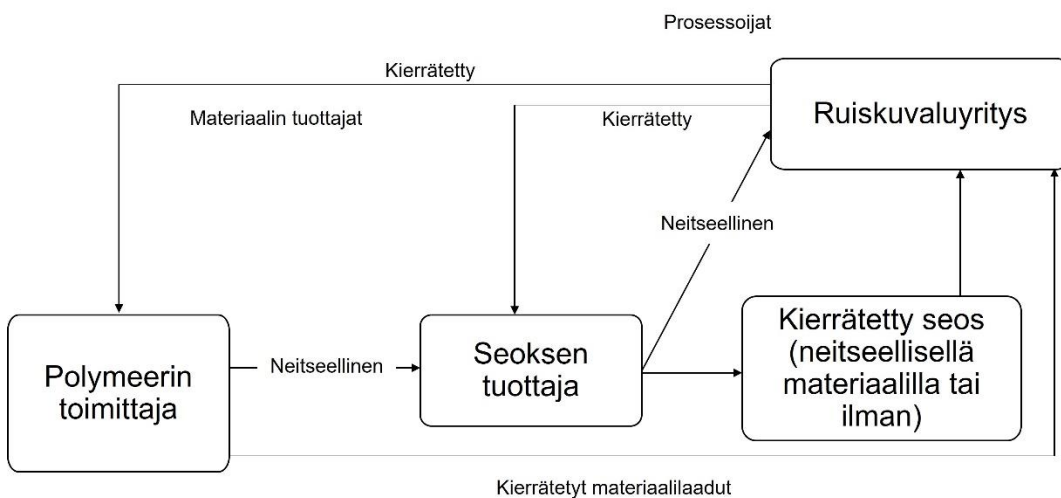 Prosessoijat
Kierrätetty
Materiaalin tuottajat
Kierrätetty
Ruiskuvaluyritys
Neitseellinen
Polymeerin
toimittaja
Neitseellinen
Seoksen
tuottaja
Kierrätetty seos
(neitseellisellä
materiaalilla tai
ilman)
Kierrätetyt materiaalilaadut